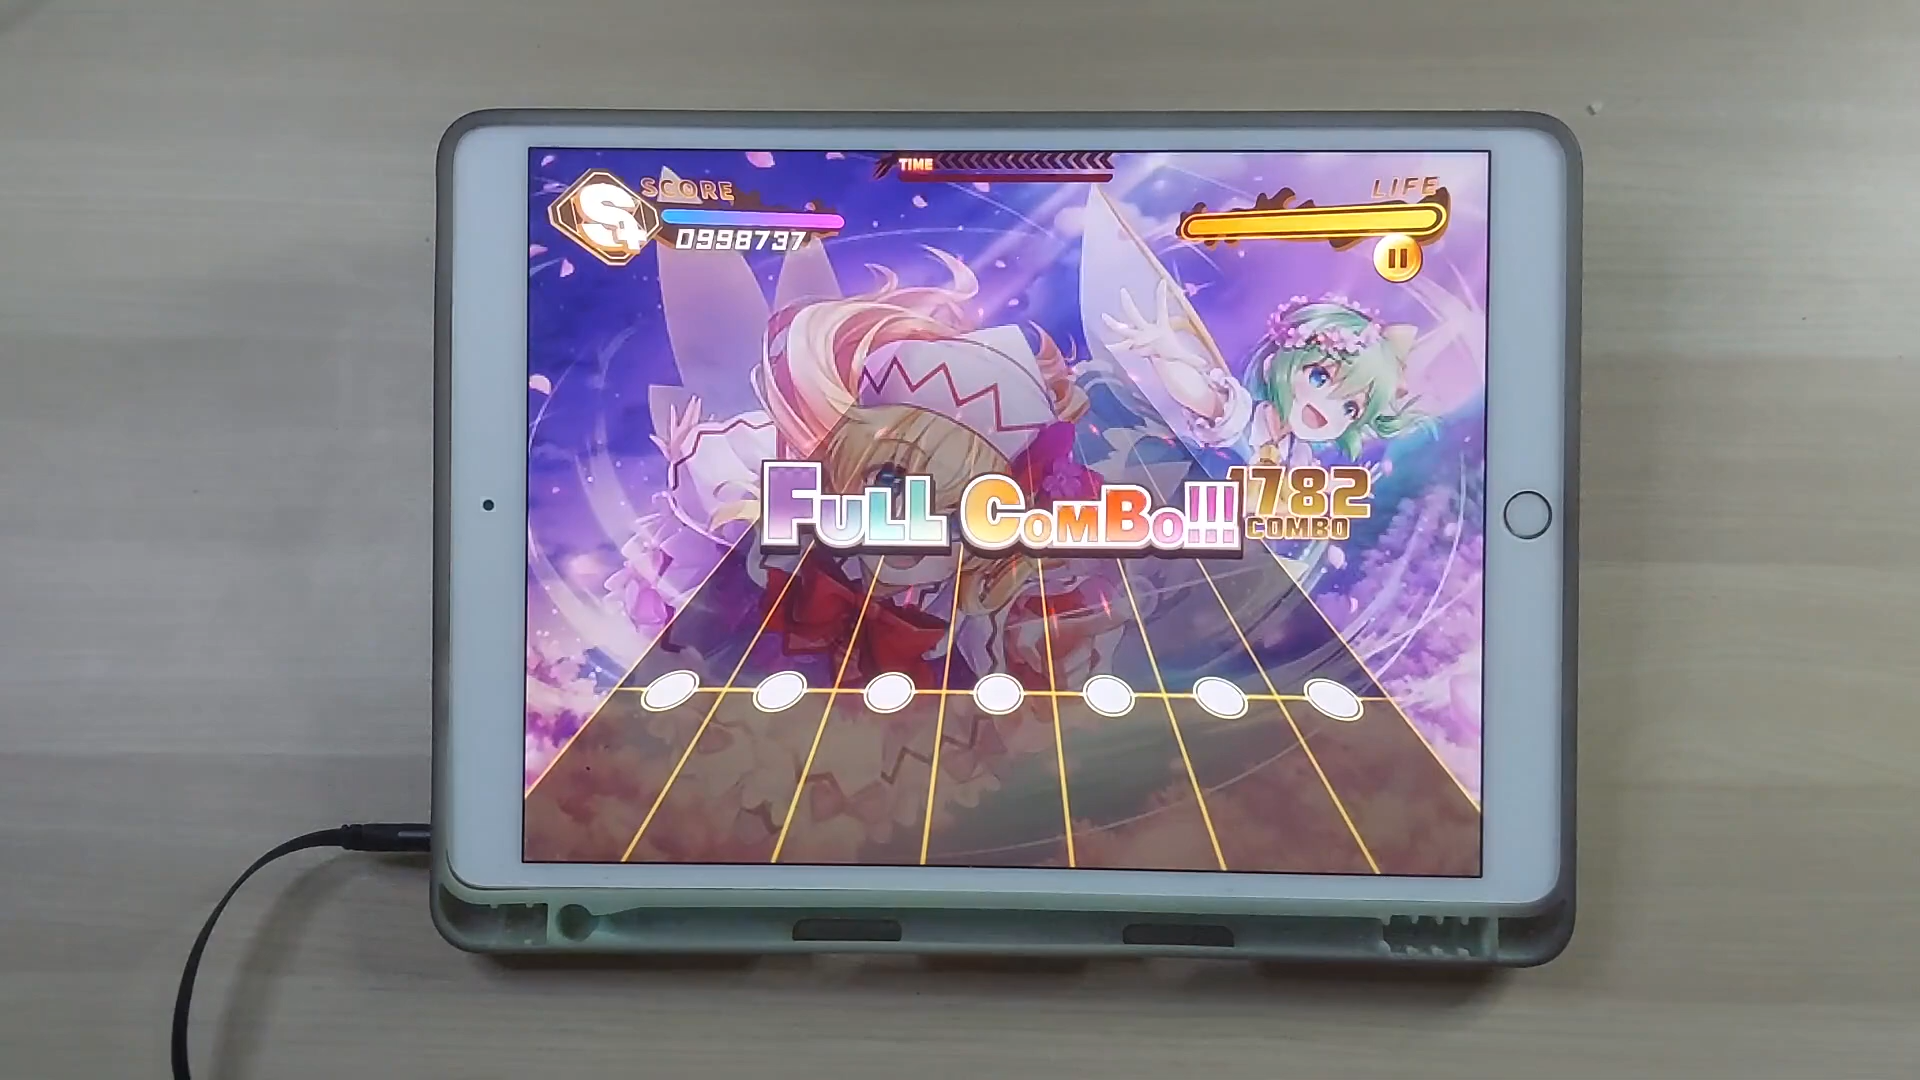 TIME
S+
SCORE
0998737
LIFE
FULL COMBO!!!
1782
COMBO